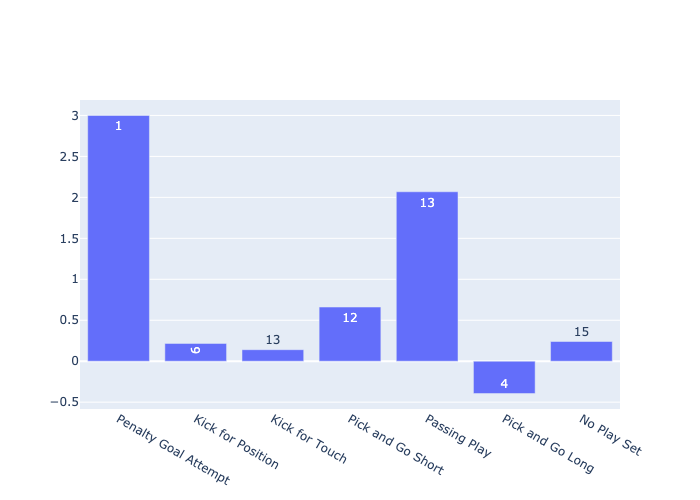 3
2.5
2
1.5
1
0.5
0
−0.5
1
6
13
12
13
4
15
Penalty Goal Attempt
Kick for Position
Kick for Touch
Pick and Go Short
Passing Play
Pick and Go Long
No Play Set